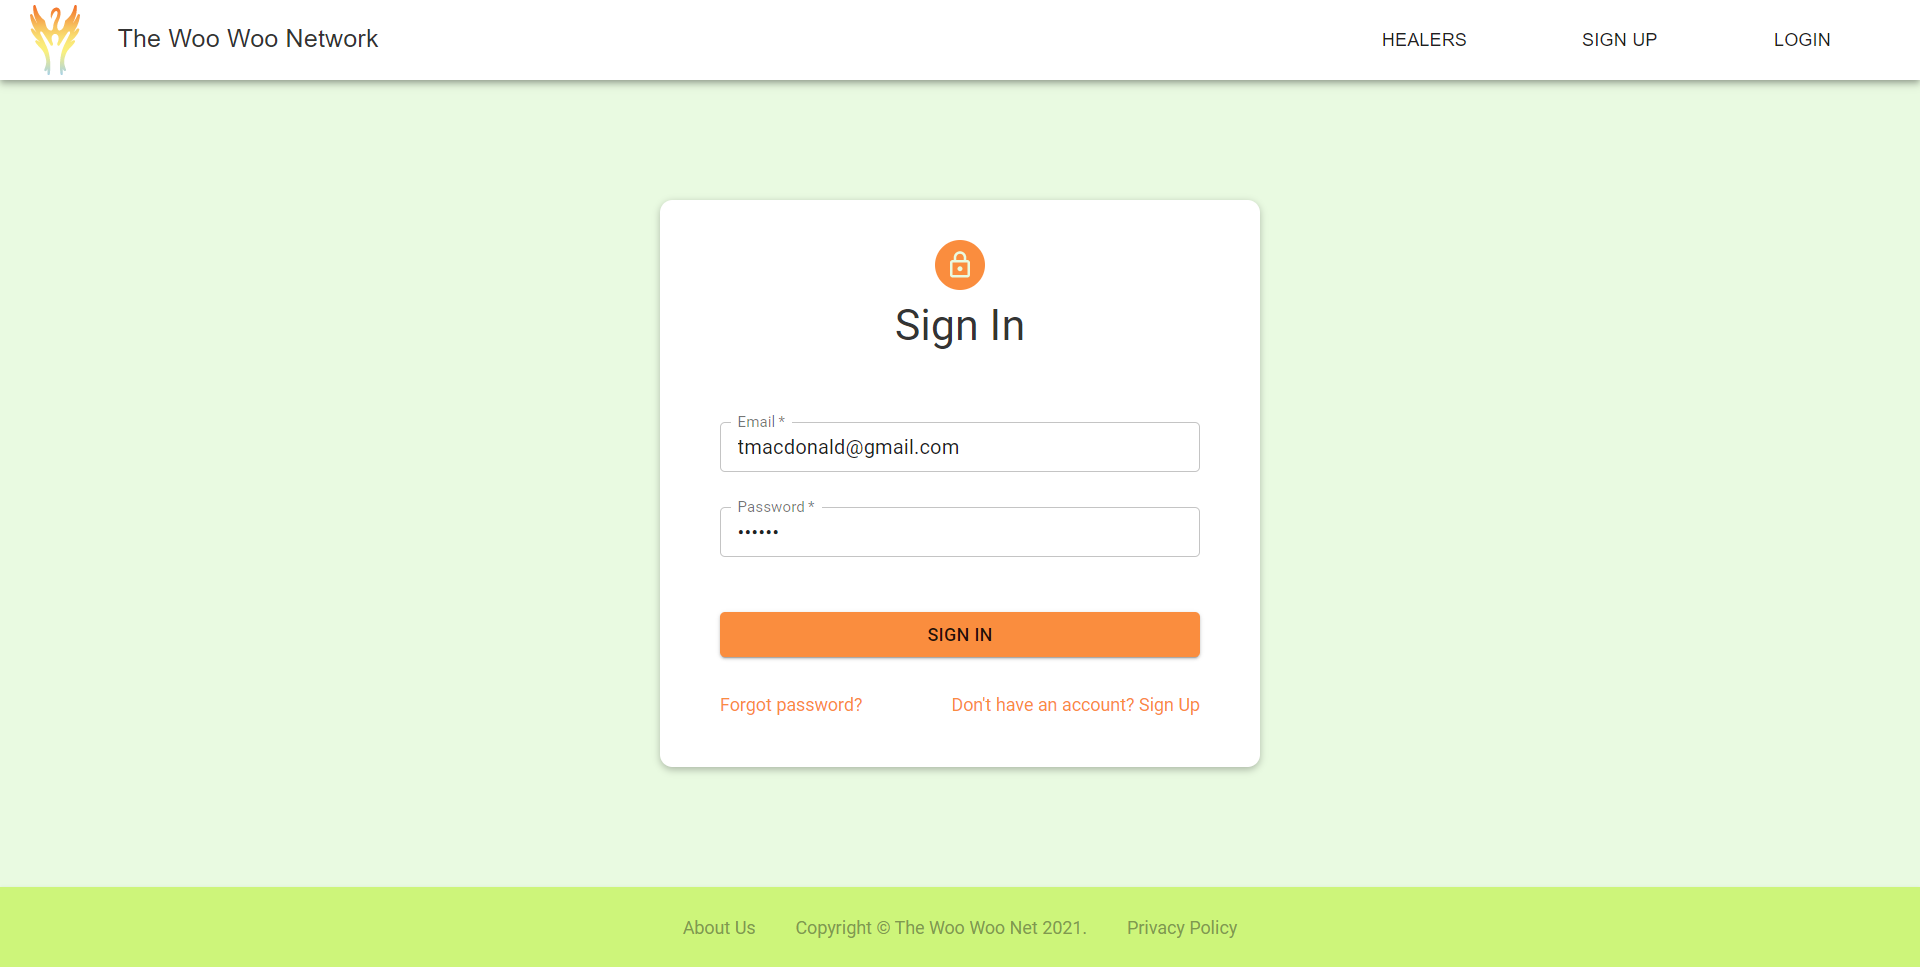 The Woo Woo Network
HEALERS
SIGN UP
LOGIN
Sign In
Email *
tmacdonald@gmail.com
Password *
••••••
SIGN IN
Forgot password?
Don't have an account? Sign Up
About Us
Copyright © The Woo Woo Net 2021.
Privacy Policy